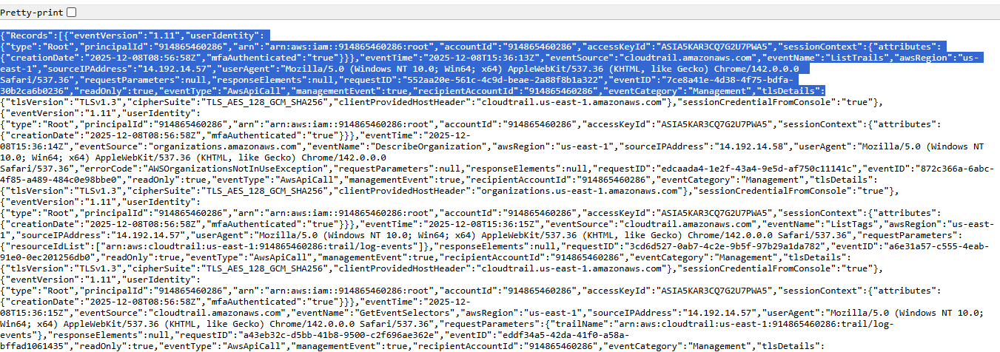 Pretty-print
{"Records":[{"eventVersion":"1.11","userIdentity":
{"type":"Root","principalId":"914865460286","arn":"arn:aws:iam::914865460286:root","accountId":"914865460286","accessKeyId":"ASIA5KAR3CQ7G2U7PWA5","sessionContext":{"attributes":
{"creationDate":"2025-12-08T08:56:58Z","mfaAuthenticated":"true"}}},"eventTime":"2025-12-08T15:36:13Z","eventSource":"cloudtrail.amazonaws.com","eventName":"ListTrails","awsRegion":"us-
east-1","sourceIPAddress":"14.192.14.57","userAgent":"Mozilla/5.0 (Windows NT 10.0; Win64; x64) AppleWebKit/537.36 (KHTML, like Gecko) Chrome/142.0.0.0
Safari/537.36","requestParameters":null,"responseElements":null,"requestID":"552aa20e-561c-4c9d-beae-2a88f8b1a322","eventID":"7ce8a41e-4d38-4f75-bdfa-
30b2ca6b0236","readOnly":true,"eventType":"AwsApiCall","managementEvent":true,"recipientAccountId":"914865460286","eventCategory":"Management","tlsDetails":
{"tlsVersion":"TLSv1.3","cipherSuite":"TLS_AES_128_GCM_SHA256","clientProvidedHostHeader":"cloudtrail.us-east-1.amazonaws.com"},"sessionCredentialFromConsole":"true"},
{"eventVersion":"1.11","userIdentity":
{"type":"Root","principalId":"914865460286","arn":"arn:aws:iam::914865460286:root","accountId":"914865460286","accessKeyId":"ASIA5KAR3CQ7G2U7PWA5","sessionContext":{"attributes":
{"creationDate":"2025-12-08T08:56:58Z","mfaAuthenticated":"true"}}},"eventTime":"2025-12-
08T15:36:14Z","eventSource":"organizations.amazonaws.com","eventName":"DescribeOrganization","awsRegion":"us-east-1","sourceIPAddress":"14.192.14.58","userAgent":"Mozilla/5.0 (Windows NT
10.0; Win64; x64) AppleWebKit/537.36 (KHTML, like Gecko) Chrome/142.0.0.0
Safari/537.36","errorCode":"AWSOrganizationsNotInUseException","requestParameters":null,"responseElements":null,"requestID":"edcaada4-1e2f-43a4-9e5d-af750c11141c","eventID":"872c366a-6abc-
4f85-a489-484c0e98bbe0","readOnly":true,"eventType":"AwsApiCall","managementEvent":true,"recipientAccountId":"914865460286","eventCategory":"Management","tlsDetails":
{"tlsVersion":"TLSv1.3","cipherSuite":"TLS_AES_128_GCM_SHA256","clientProvidedHostHeader":"organizations.us-east-1.amazonaws.com"},"sessionCredentialFromConsole":"true"},
{"eventVersion":"1.11","userIdentity":
{"type":"Root","principalId":"914865460286","arn":"arn:aws:iam::914865460286:root","accountId":"914865460286","accessKeyId":"ASIA5KAR3CQ7G2U7PWA5","sessionContext":{"attributes":
{"creationDate":"2025-12-08T08:56:58Z","mfaAuthenticated":"true"}}},"eventTime":"2025-12-08T15:36:15Z","eventSource":"cloudtrail.amazonaws.com","eventName":"ListTags","awsRegion":"us-east-
1","sourceIPAddress":"14.192.14.57","userAgent":"Mozilla/5.0 (Windows NT 10.0; Win64; x64) AppleWebKit/537.36 (KHTML, like Gecko) Chrome/142.0.0.0 Safari/537.36","requestParameters":
{"resourceIdList":["arn:aws:cloudtrail:us-east-1:914865460286:trail/log-events"]},"responseElements":null,"requestID":"3cd6d527-0ab7-4c2e-9b5f-97b29a1da782","eventID":"a6e31a57-c555-4eab-
91e0-0ec201256db0","readOnly":true,"eventType":"AwsApiCall","managementEvent":true,"recipientAccountId":"914865460286","eventCategory":"Management","tlsDetails":
{"tlsVersion":"TLSv1.3","cipherSuite":"TLS_AES_128_GCM_SHA256","clientProvidedHostHeader":"cloudtrail.us-east-1.amazonaws.com"},"sessionCredentialFromConsole":"true"},
{"eventVersion":"1.11","userIdentity":
{"type":"Root","principalId":"914865460286","arn":"arn:aws:iam::914865460286:root","accountId":"914865460286","accessKeyId":"ASIA5KAR3CQ7G2U7PWA5","sessionContext":{"attributes":
{"creationDate":"2025-12-08T08:56:58Z","mfaAuthenticated":"true"}}},"eventTime":"2025-12-
08T15:36:15Z","eventSource":"cloudtrail.amazonaws.com","eventName":"GetEventSelectors","awsRegion":"us-east-1","sourceIPAddress":"14.192.14.57","userAgent":"Mozilla/5.0 (Windows NT 10.0;
Win64; x64) AppleWebKit/537.36 (KHTML, like Gecko) Chrome/142.0.0.0 Safari/537.36","requestParameters":{"trailName":"arn:aws:cloudtrail:us-east-1:914865460286:trail/log-
events"},"responseElements":null,"requestID":"a43eb32c-d5bb-41b8-9500-c2f696ae362e","eventID":"eddf34a5-42da-41f0-a58a-
bffad1061435","readOnly":true,"eventType":"AwsApiCall","managementEvent":true,"recipientAccountId":"914865460286","eventCategory":"Management","tlsDetails":